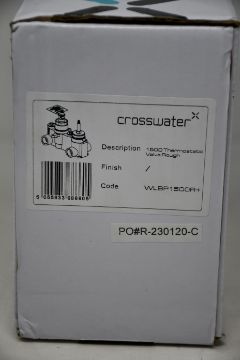 crosswater
Description 1500 Thermostatic
Valve Rough
Finish /
Code WLBP1500RH
PO#R-230120-C